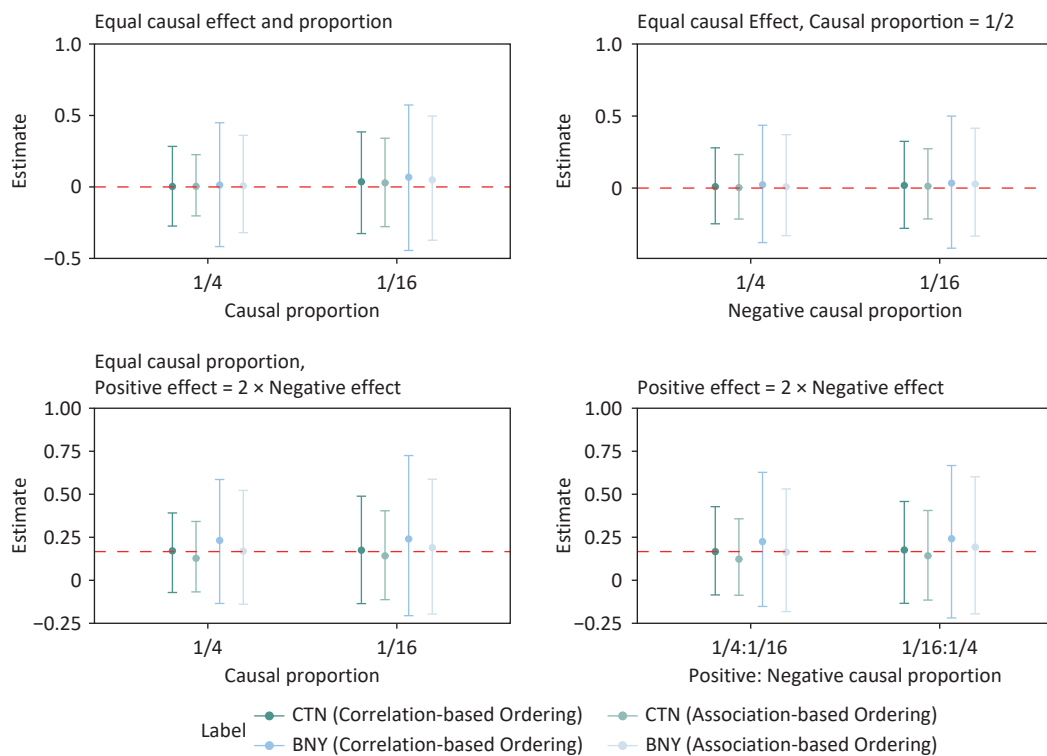 Equal causal effect and proportion
1.0
0.5
0
−0.5
Estimate
1/4
1/16
Causal proportion
Equal causal Effect, Causal proportion = 1/2
1.0
0.5
0
Estimate
1/4
1/16
Negative causal proportion
Equal causal proportion,
Positive effect = 2 × Negative effect
1.00
0.75
0.50
0.25
0
−0.25
Estimate
1/4
1/16
Causal proportion
Positive effect = 2 × Negative effect
1.00
0.75
0.50
0.25
0
−0.25
Estimate
1/4:1/16
1/16:1/4
Positive: Negative causal proportion
Label
CTN (Correlation-based Ordering)
CTN (Association-based Ordering)
BNY (Correlation-based Ordering)
BNY (Association-based Ordering)